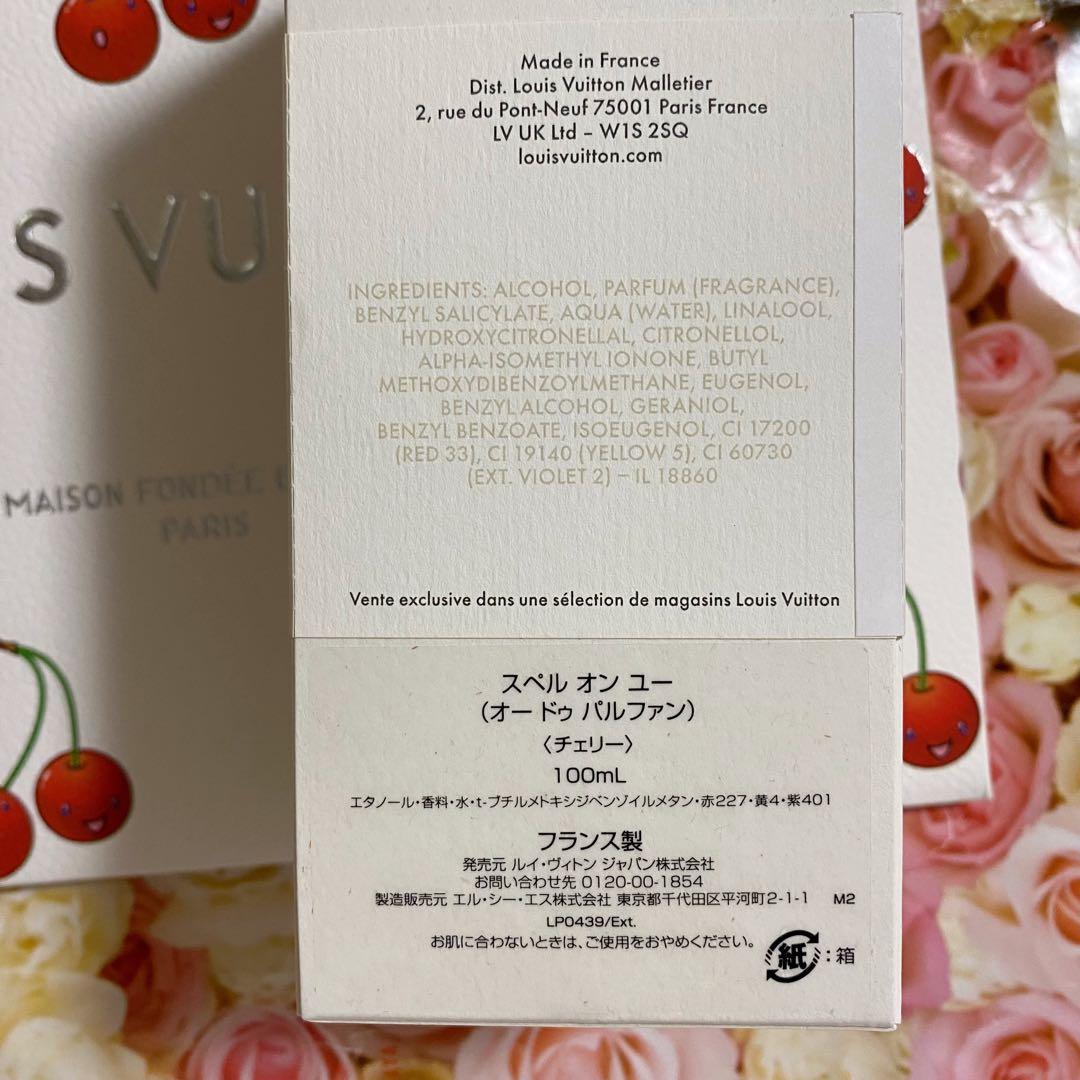 Made in France
Dist. Louis Vuitton Malletier
2, rue du Pont-Neuf 75001 Paris France
LV UK Ltd – W1S 2SQ
louisvuitton.com
S VU
INGREDIENTS: ALCOHOL, PARFUM (FRAGRANCE),
BENZYL SALICYLATE, AQUA (WATER), LINALOOL,
HYDROXYCITRONELLAL, CITRONELLOL,
ALPHA-ISOMETHYL IONONE, BUTYL
METHOXYDIBENZOYLMETHANE, EUGENOL,
BENZYL ALCOHOL, GERANIOL,
BENZYL BENZOATE, ISOEUGENOL, CI 17200
(RED 33), CI 19140 (YELLOW 5), CI 60730
(EXT. VIOLET 2) – IL 18860
MAISON FONDÉE E
PARIS
Vente exclusive dans une sélection de magasins Louis Vuitton
スペル オン ユー
(オー ドゥ パルファン)
〈チェリー〉
100mL
エタノール・香料・水・t-ブチルメトキシジベンゾイルメタン・赤227・黄4・紫401
フランス製
発売元 ルイ・ヴィトン ジャパン株式会社
お問い合わせ先 0120-00-1854
製造販売元 エル・シー・エス株式会社 東京都千代田区平河町2-1-1 M2
LP0439/Ext.
お肌に合わないときは、ご使用をおやめください。
紙:箱